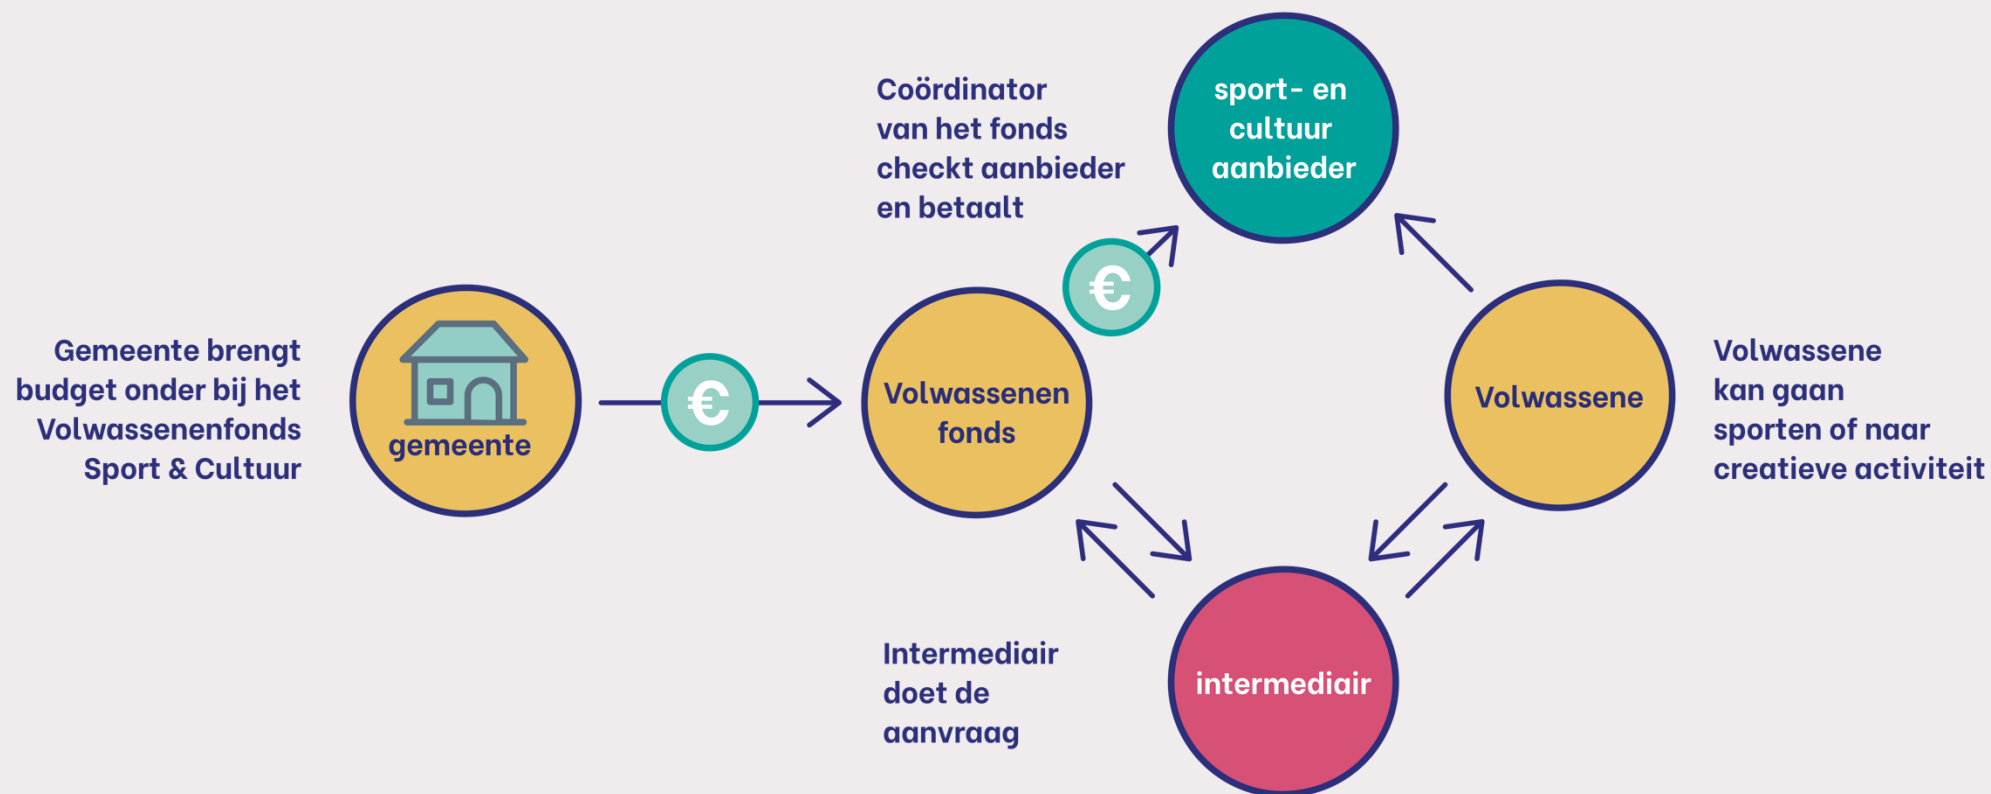 Gemeente brengt
budget onder bij het
Volwassenenfonds
Sport & Cultuur
gemeente
€
Volwassenen
fonds
Coördinator
van het fonds
checkt aanbieder
en betaalt
€
sport- en
cultuur
aanbieder
Volwassene
Volwassene
kan gaan
sporten of naar
creatieve activiteit
Intermediair
doet de
aanvraag
intermediair